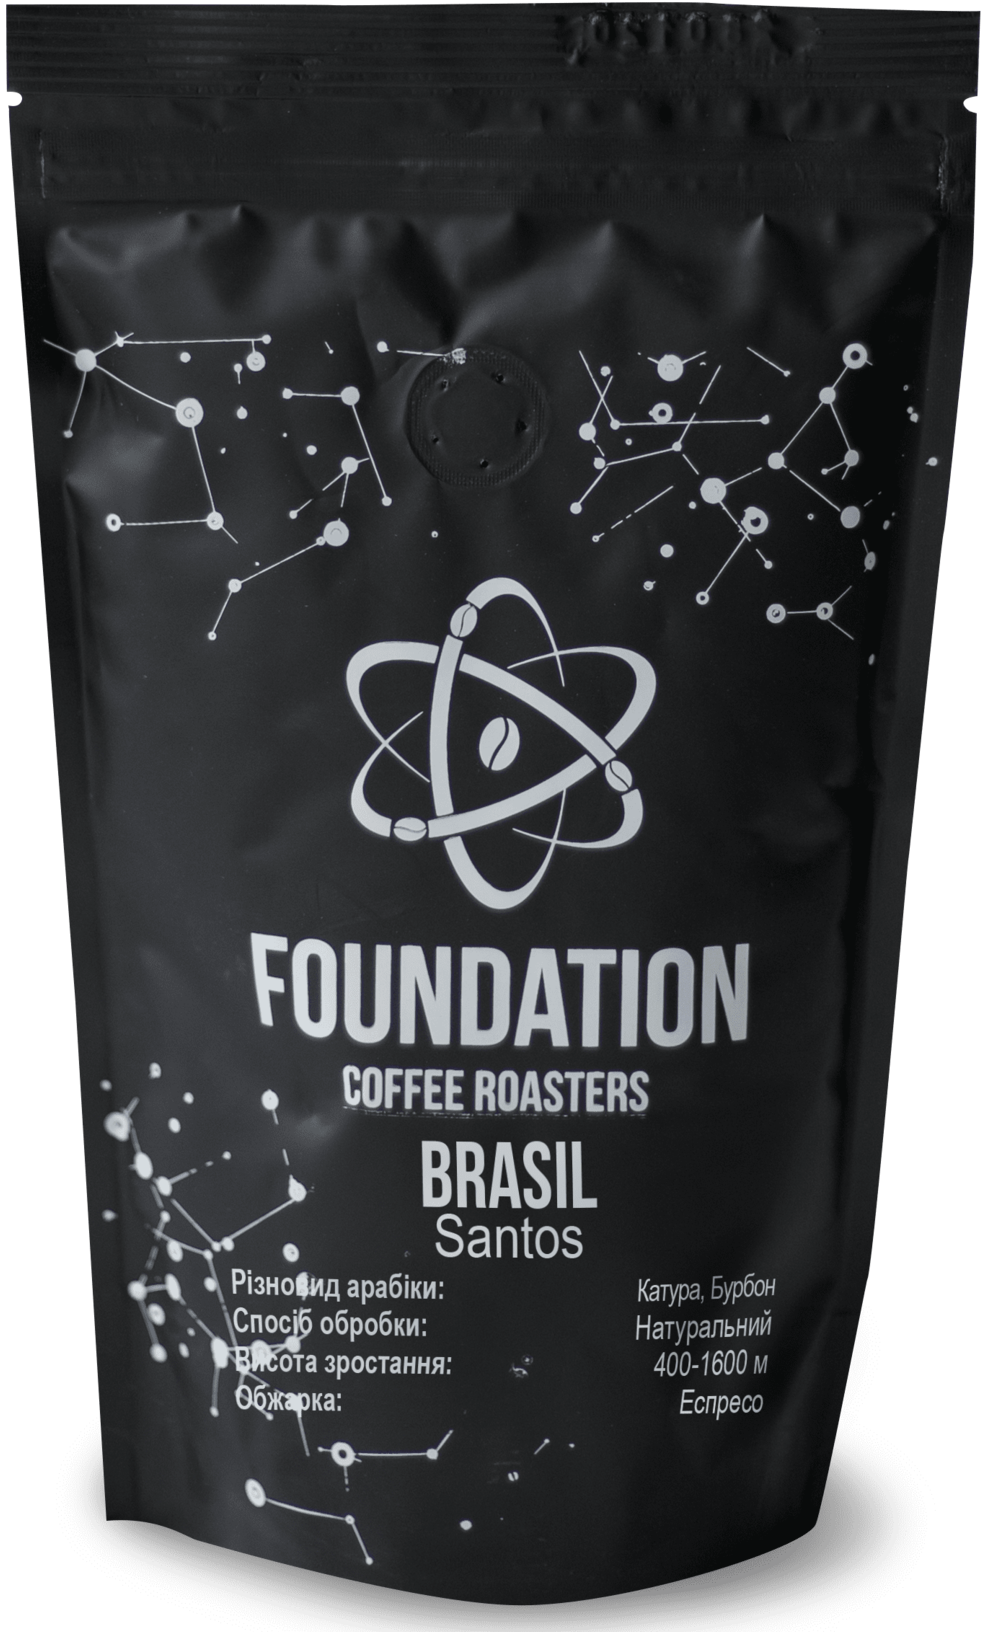 FOUNDATION
COFFEE ROASTERS
BRASIL
Santos
Різновид арабіки: Катура, Бурбон
Спосіб обробки: Натуральний
Висота зростання: 400-1600 м
Обжарка: Еспресо